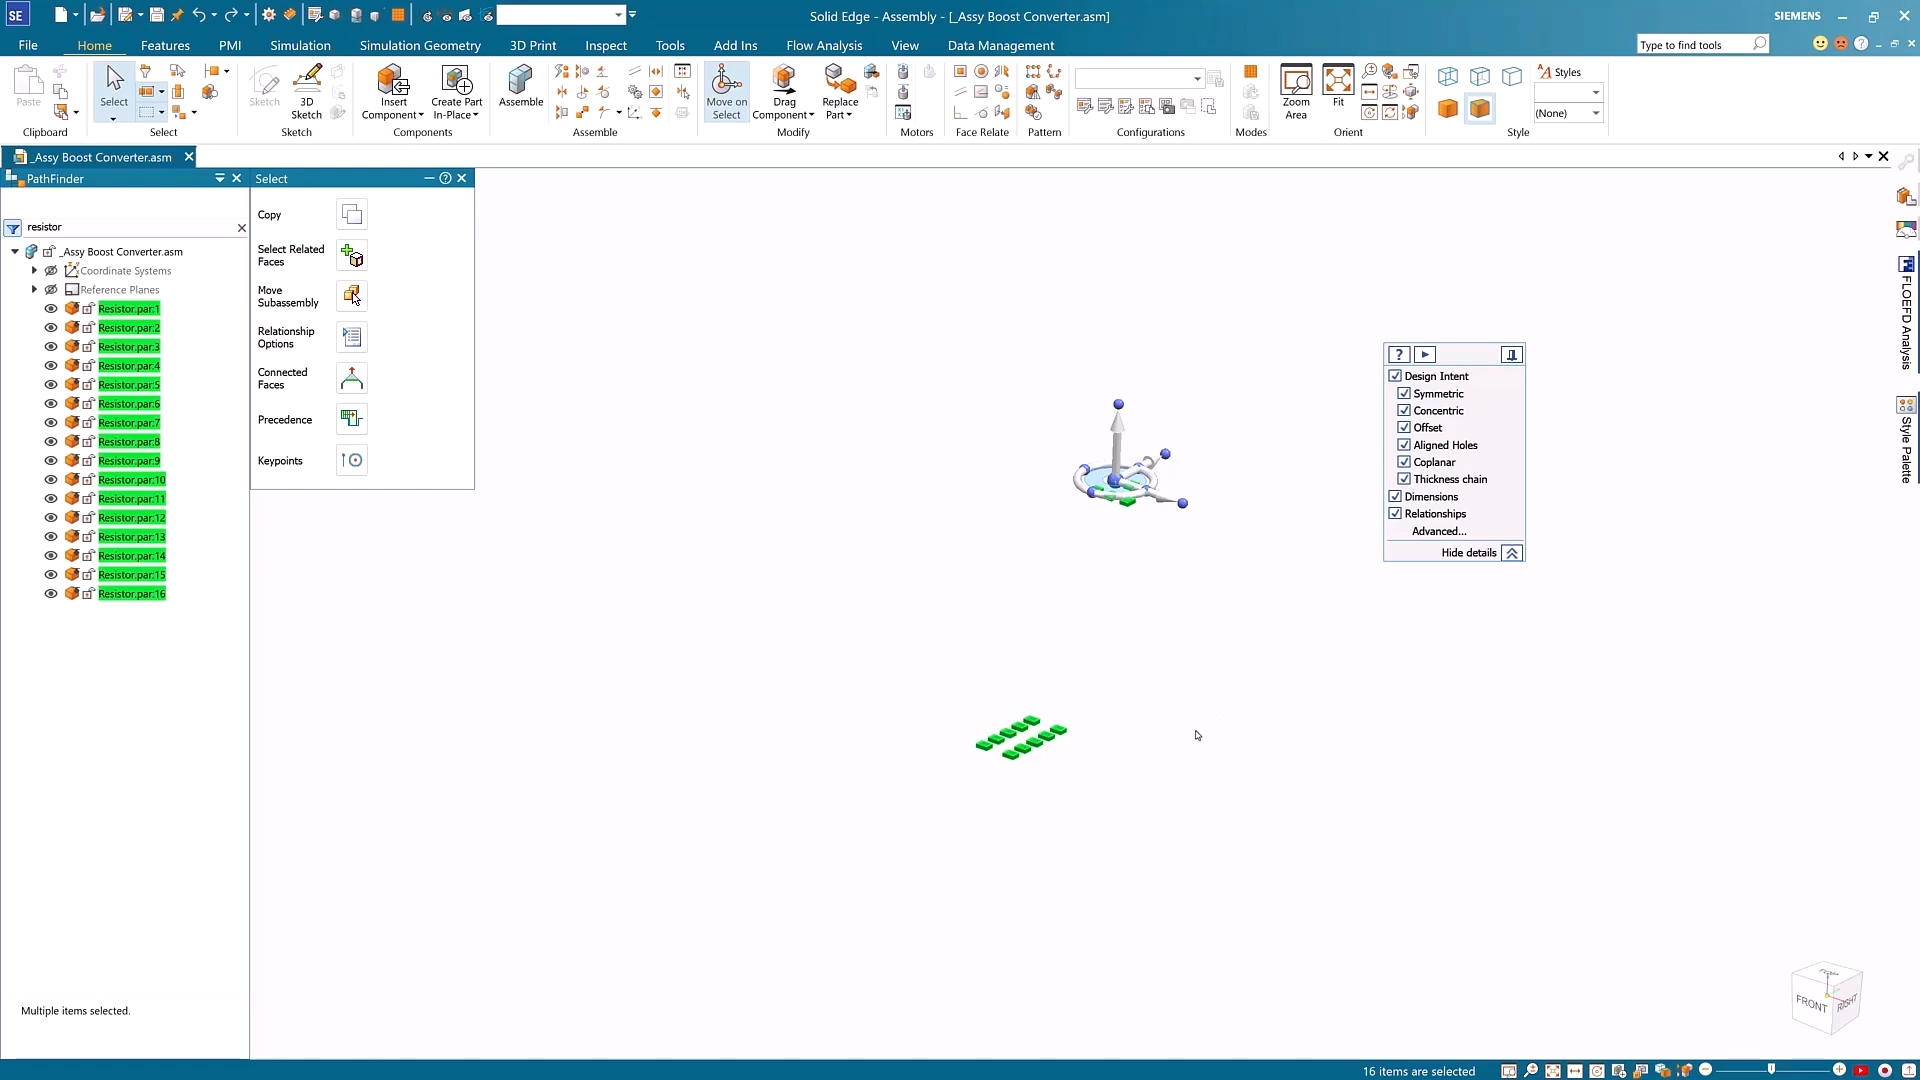 SE
Solid Edge - Assembly - [_Assy Boost Converter.asm]
SIEMENS
File
Home
Features
PMI
Simulation
Simulation Geometry
3D Print
Inspect
Tools
Add Ins
Flow Analysis
View
Data Management
Type to find tools
Paste
Select
Sketch
3D
Sketch
Insert
Component
Create Part
In-Place
Assemble
Move on
Select
Drag
Component
Replace
Part
Zoom
Area
Fit
Styles
(None)
Clipboard
Select
Sketch
Components
Assemble
Modify
Motors
Face Relate
Pattern
Configurations
Modes
Orient
Style
_Assy Boost Converter.asm
PathFinder
resistor
_Assy Boost Converter.asm
Coordinate Systems
Reference Planes
Resistor.par:1
Resistor.par:2
Resistor.par:3
Resistor.par:4
Resistor.par:5
Resistor.par:6
Resistor.par:7
Resistor.par:8
Resistor.par:9
Resistor.par:10
Resistor.par:11
Resistor.par:12
Resistor.par:13
Resistor.par:14
Resistor.par:15
Resistor.par:16
Multiple items selected.
Select
Copy
Select Related
Faces
Move
Subassembly
Relationship
Options
Connected
Faces
Precedence
Keypoints
Design Intent
Symmetric
Concentric
Offset
Aligned Holes
Coplanar
Thickness chain
Dimensions
Relationships
Advanced...
Hide details
FLOEFD Analysis
Style Palette
TOP
FRONT
RIGHT
16 items are selected